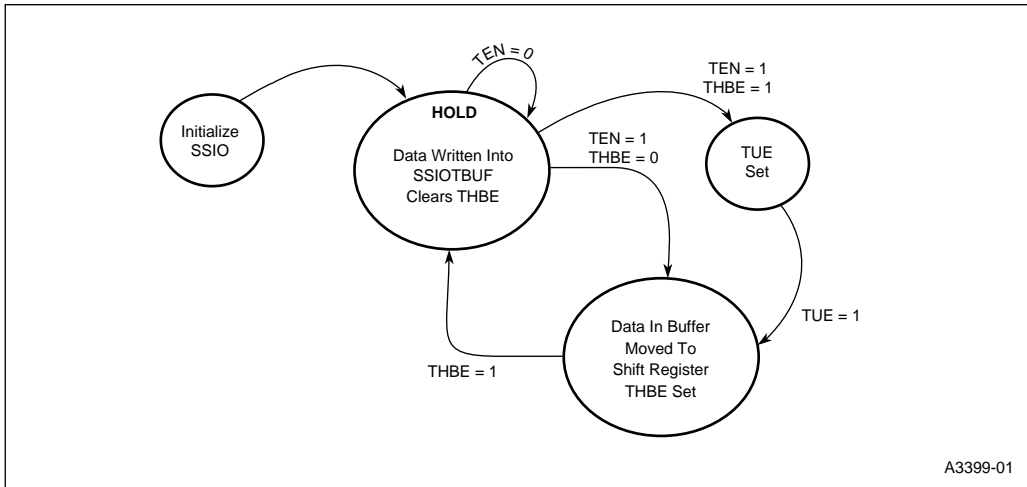 TEN = 0
TEN = 1
THBE = 1
HOLD
Initialize
SSIO
Data Written Into
SSIOTBUF
Clears THBE
TEN = 1
THBE = 0
TUE
Set
TUE = 1
Data In Buffer
Moved To
Shift Register
THBE Set
THBE = 1
A3399-01